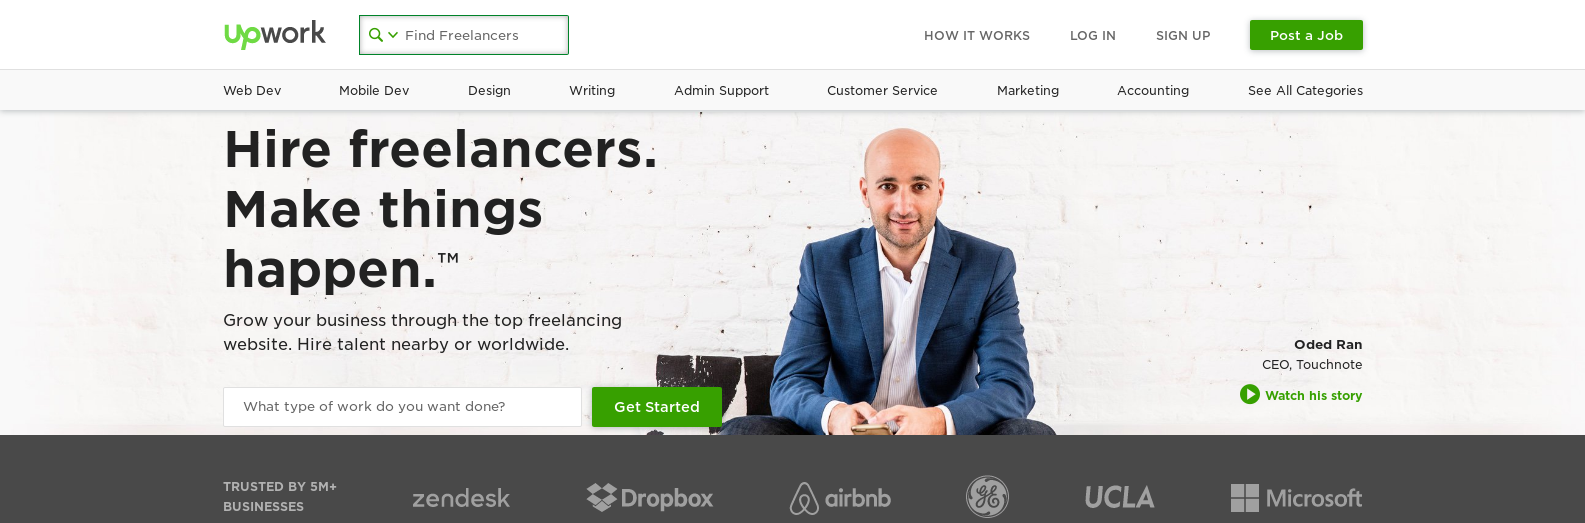 Upwork
Find Freelancers
HOW IT WORKS
LOG IN
SIGN UP
Post a Job
Web Dev
Mobile Dev
Design
Writing
Admin Support
Customer Service
Marketing
Accounting
See All Categories
Hire freelancers.
Make things
happen.™
Grow your business through the top freelancing
website. Hire talent nearby or worldwide.
What type of work do you want done?
Get Started
Oded Ran
CEO, Touchnote
Watch his story
TRUSTED BY 5M+
BUSINESSES
zendesk
Dropbox
airbnb
GE
UCLA
Microsoft